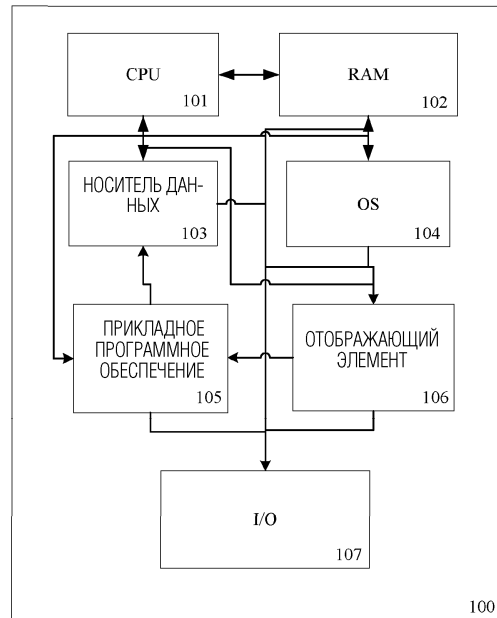 CPU
101
RAM
102
НОСИТЕЛЬ ДАН-
НЫХ
103
OS
104
ПРИКЛАДНОЕ
ПРОГРАММНОЕ
ОБЕСПЕЧЕНИЕ
105
ОТОБРАЖАЮЩИЙ
ЭЛЕМЕНТ
106
I/O
107
100